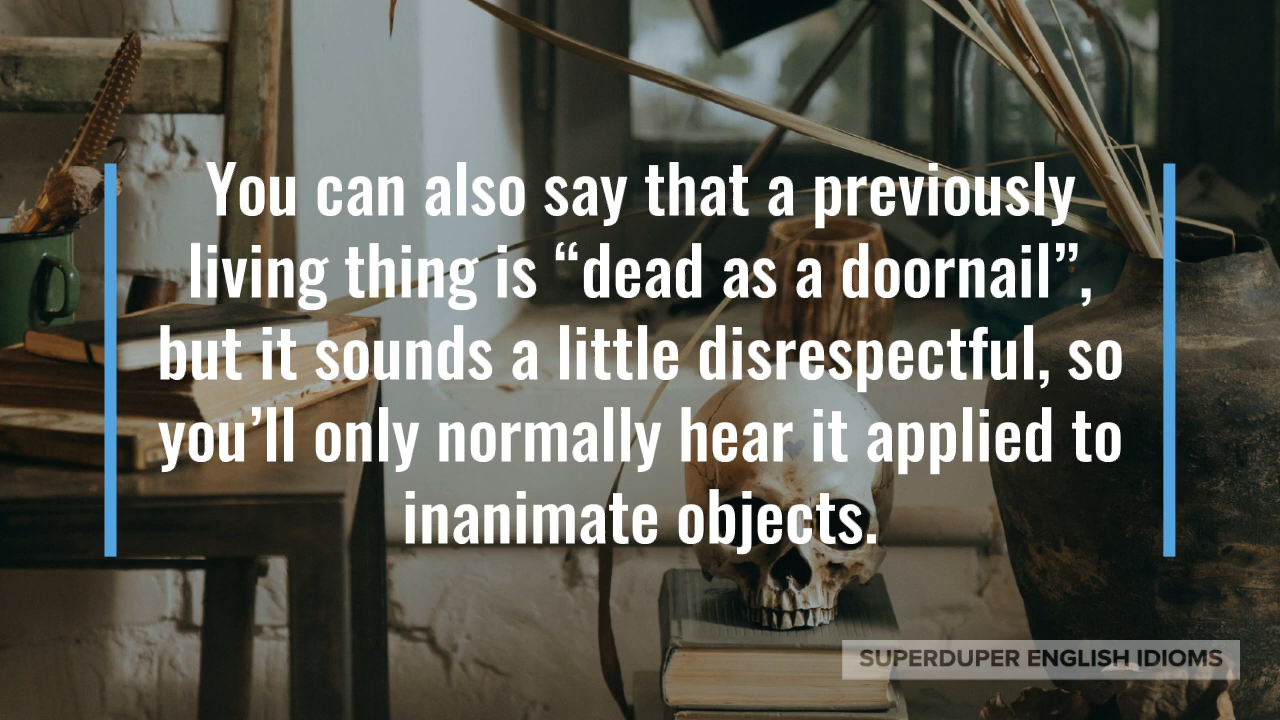 You can also say that a previously
living thing is “dead as a doornail”,
but it sounds a little disrespectful, so
you’ll only normally hear it applied to
inanimate objects.
SUPERDUPER ENGLISH IDIOMS